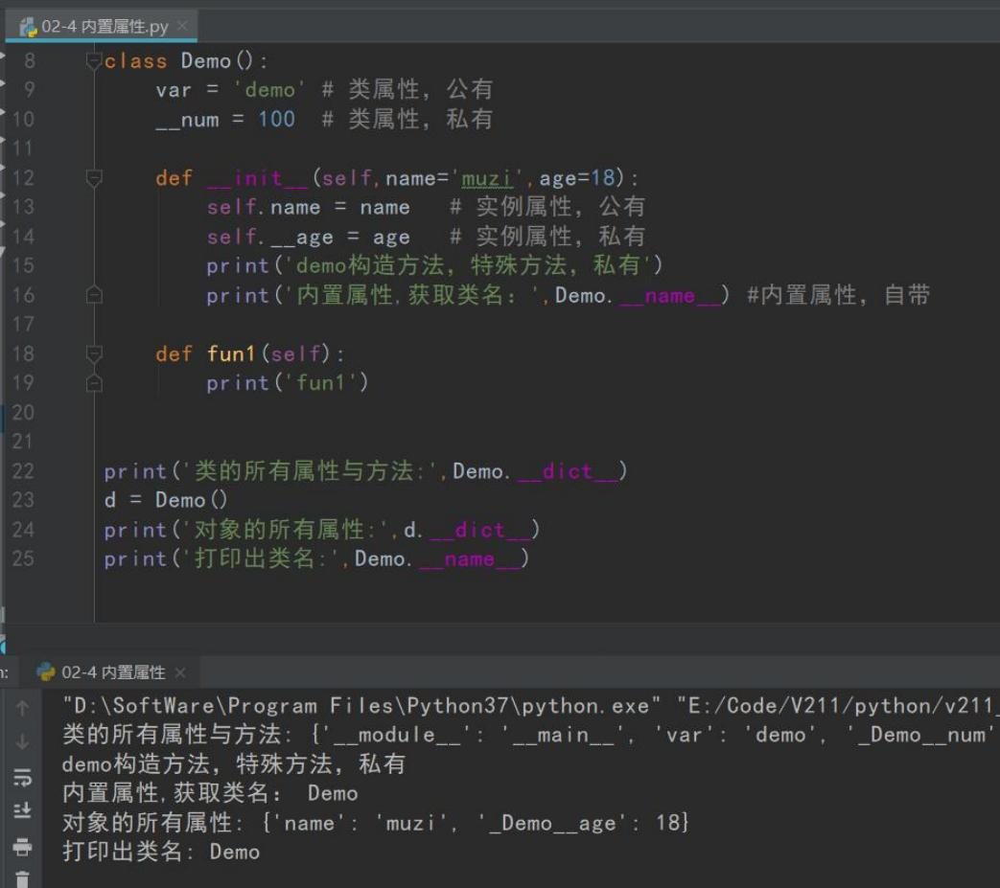 02-4 内置属性.py
8 class Demo():
9 var = 'demo' # 类属性，公有
10 __num = 100 # 类属性，私有
11
12 def __init__(self,name='muzi',age=18):
13 self.name = name # 实例属性，公有
14 self.__age = age # 实例属性，私有
15 print('demo构造方法，特殊方法，私有')
16 print('内置属性,获取类名：',Demo.__name__) #内置属性，自带
17
18 def fun1(self):
19 print('fun1')
20
21
22 print('类的所有属性与方法:',Demo.__dict__)
23 d = Demo()
24 print('对象的所有属性:',d.__dict__)
25 print('打印出类名:',Demo.__name__)
02-4 内置属性
"D:\SoftWare\Program Files\Python37\python.exe" "E:/Code/V211/python/v211_
类的所有属性与方法: {'__module__': '__main__', 'var': 'demo', '_Demo__num'
demo构造方法，特殊方法，私有
内置属性,获取类名： Demo
对象的所有属性: {'name': 'muzi', '_Demo__age': 18}
打印出类名: Demo